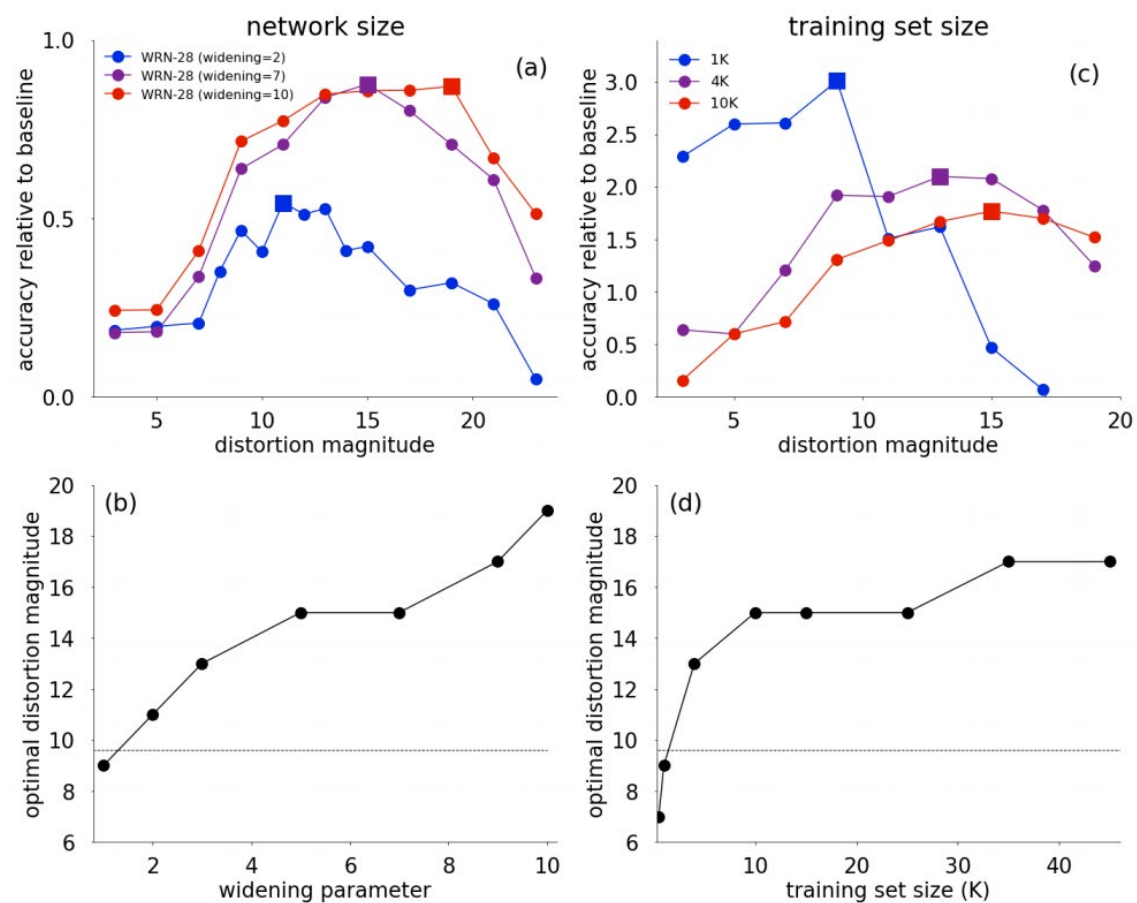 network size
accuracy relative to baseline
1.0
0.5
0.0
WRN-28 (widening=2)
WRN-28 (widening=7)
WRN-28 (widening=10)
(a)
5 10 15 20
distortion magnitude
training set size
accuracy relative to baseline
3.0
2.5
2.0
1.5
1.0
0.5
0.0
1K
4K
10K
(c)
5 10 15 20
distortion magnitude
optimal distortion magnitude
20
18
16
14
12
10
8
6
(b)
2 4 6 8 10
widening parameter
optimal distortion magnitude
20
18
16
14
12
10
8
6
(d)
10 20 30 40
training set size (K)